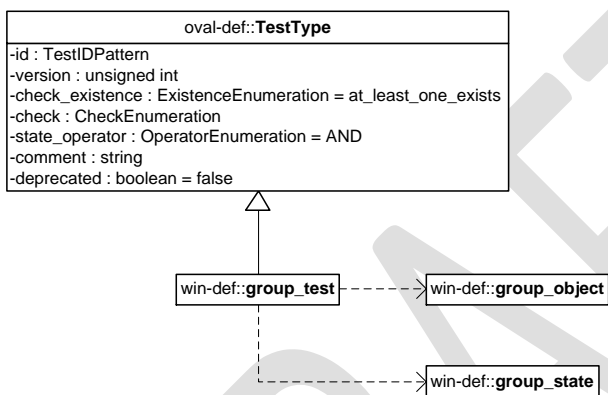 oval-def::TestType
-id : TestIDPattern
-version : unsigned int
-check_existence : ExistenceEnumeration = at_least_one_exists
-check : CheckEnumeration
-state_operator : OperatorEnumeration = AND
-comment : string
-deprecated : boolean = false
win-def::group_test
win-def::group_object
win-def::group_state